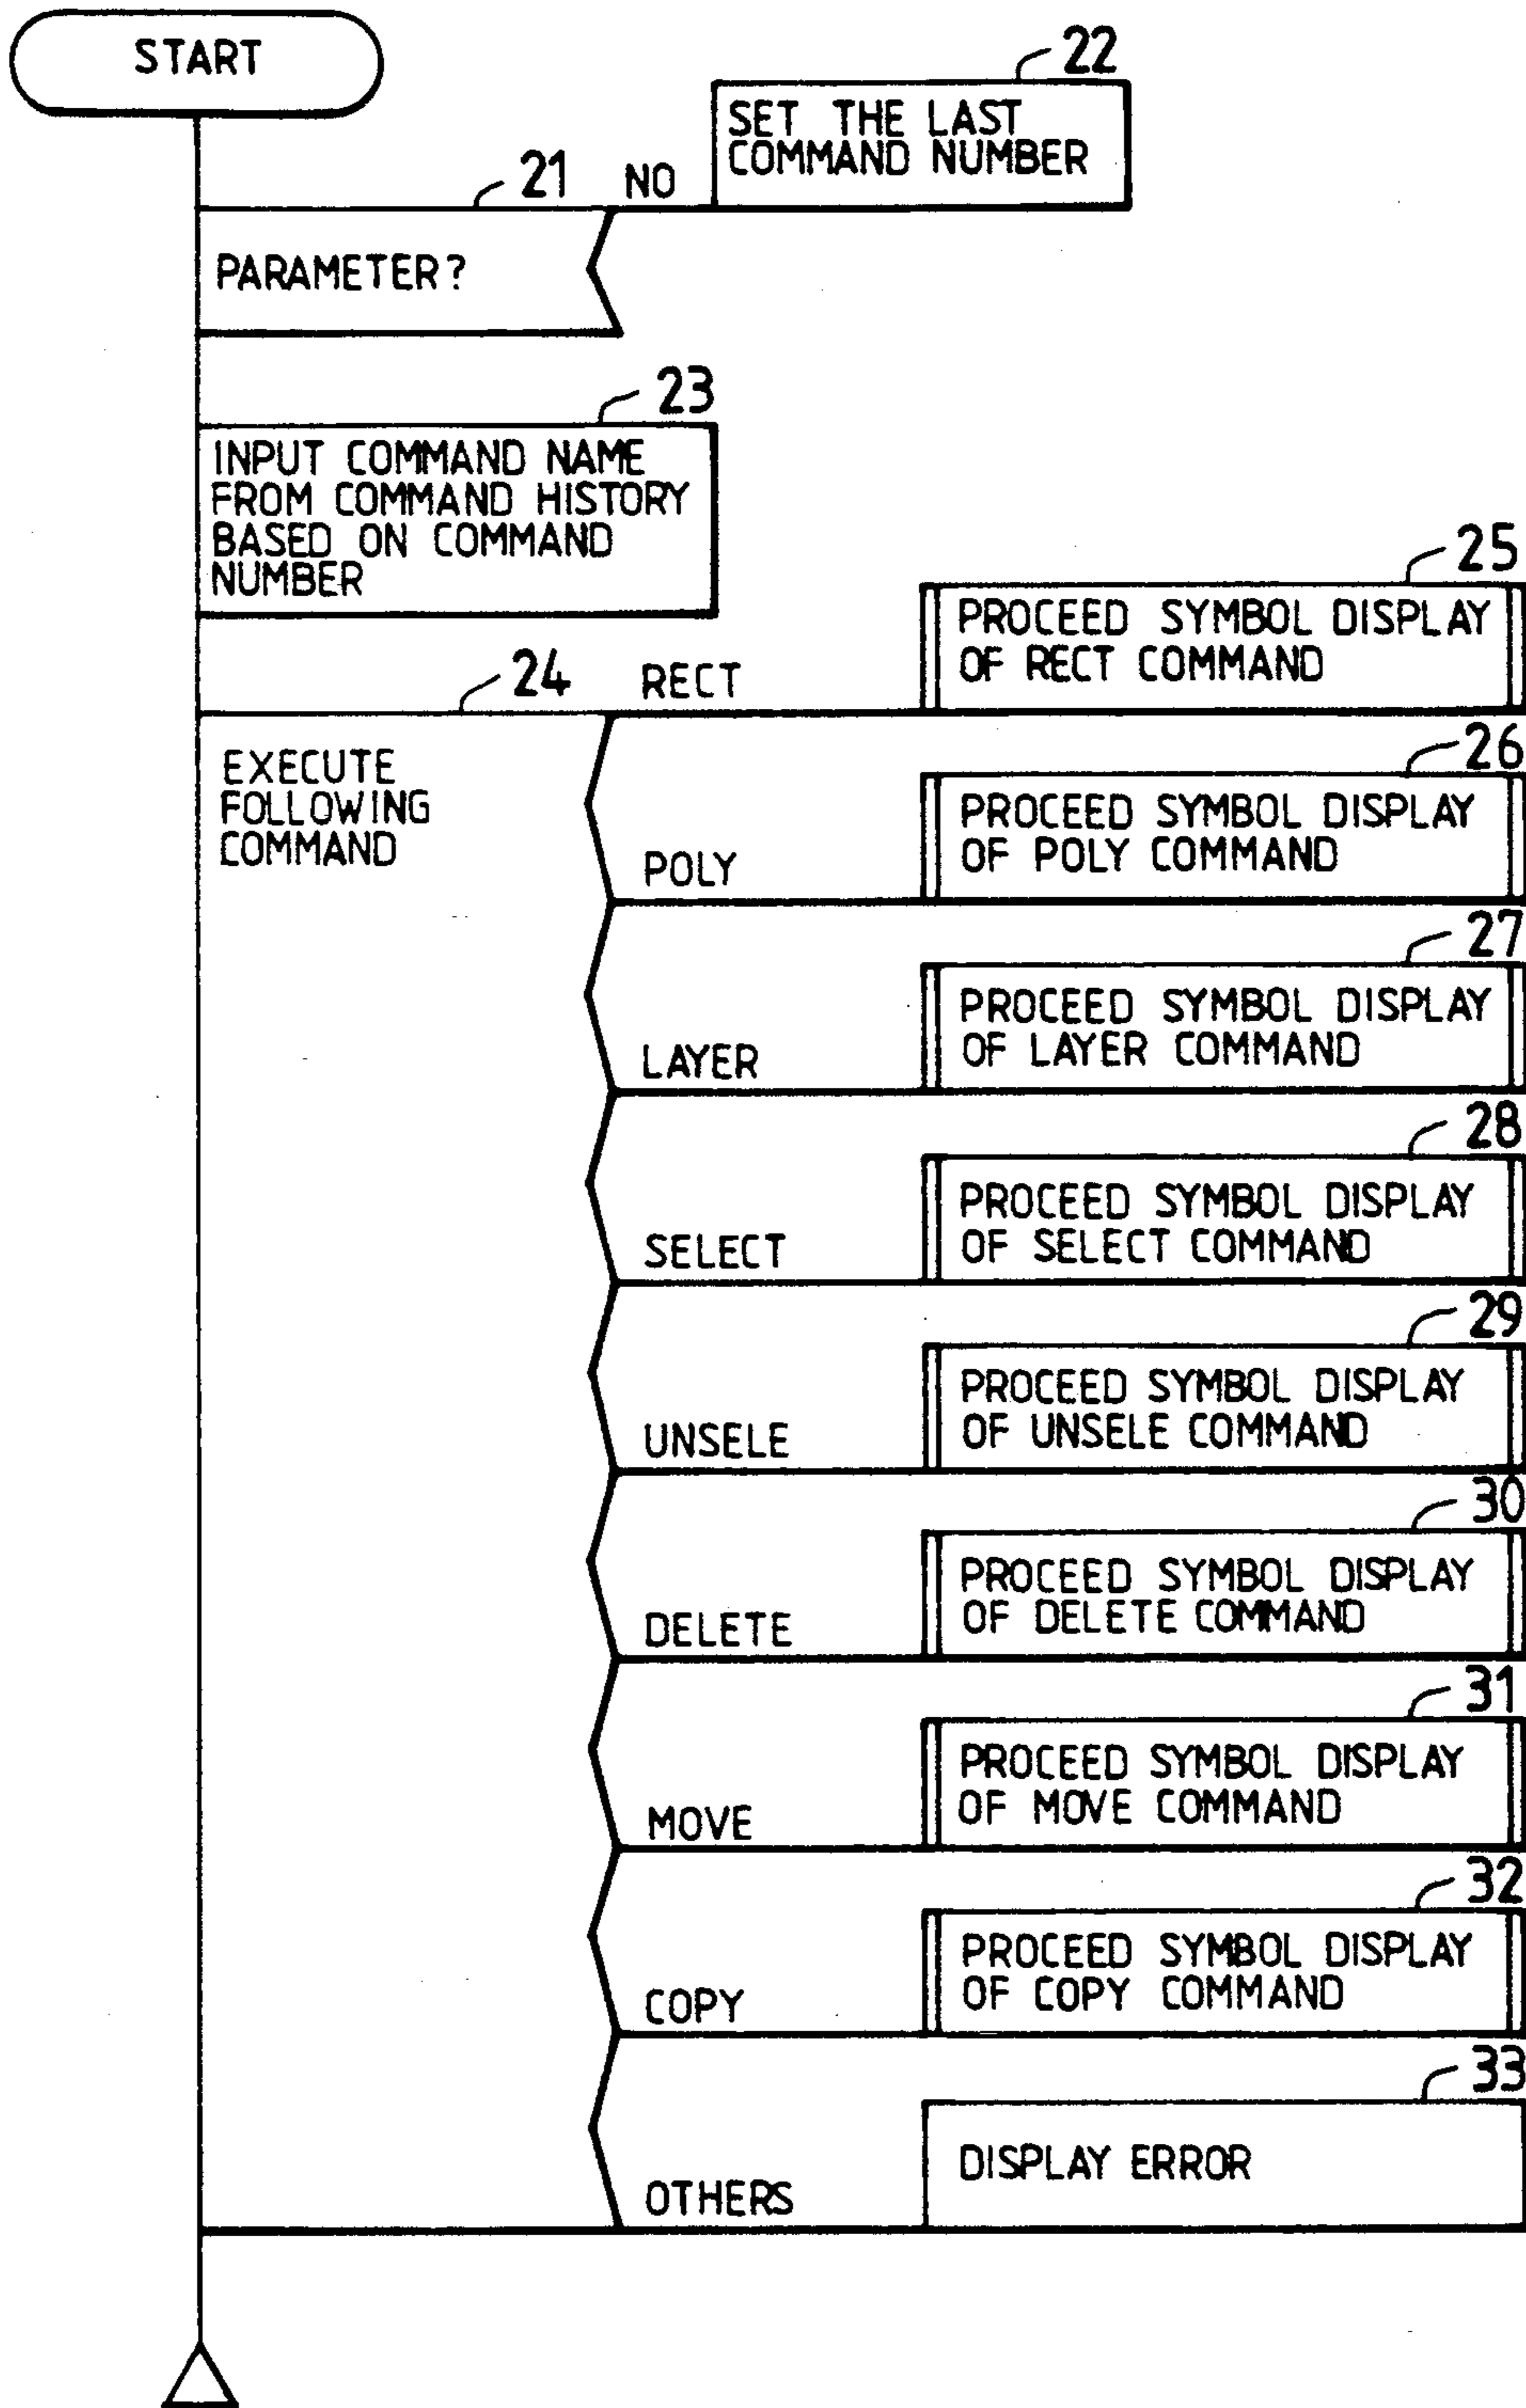 START
22
SET THE LAST
COMMAND NUMBER
21
NO
PARAMETER?
23
INPUT COMMAND NAME
FROM COMMAND HISTORY
BASED ON COMMAND
NUMBER
25
PROCEED SYMBOL DISPLAY
OF RECT COMMAND
24
RECT
EXECUTE
FOLLOWING
COMMAND
26
PROCEED SYMBOL DISPLAY
OF POLY COMMAND
POLY
27
PROCEED SYMBOL DISPLAY
OF LAYER COMMAND
LAYER
28
PROCEED SYMBOL DISPLAY
OF SELECT COMMAND
SELECT
29
PROCEED SYMBOL DISPLAY
OF UNSELE COMMAND
UNSELE
30
PROCEED SYMBOL DISPLAY
OF DELETE COMMAND
DELETE
31
PROCEED SYMBOL DISPLAY
OF MOVE COMMAND
MOVE
32
PROCEED SYMBOL DISPLAY
OF COPY COMMAND
COPY
33
DISPLAY ERROR
OTHERS